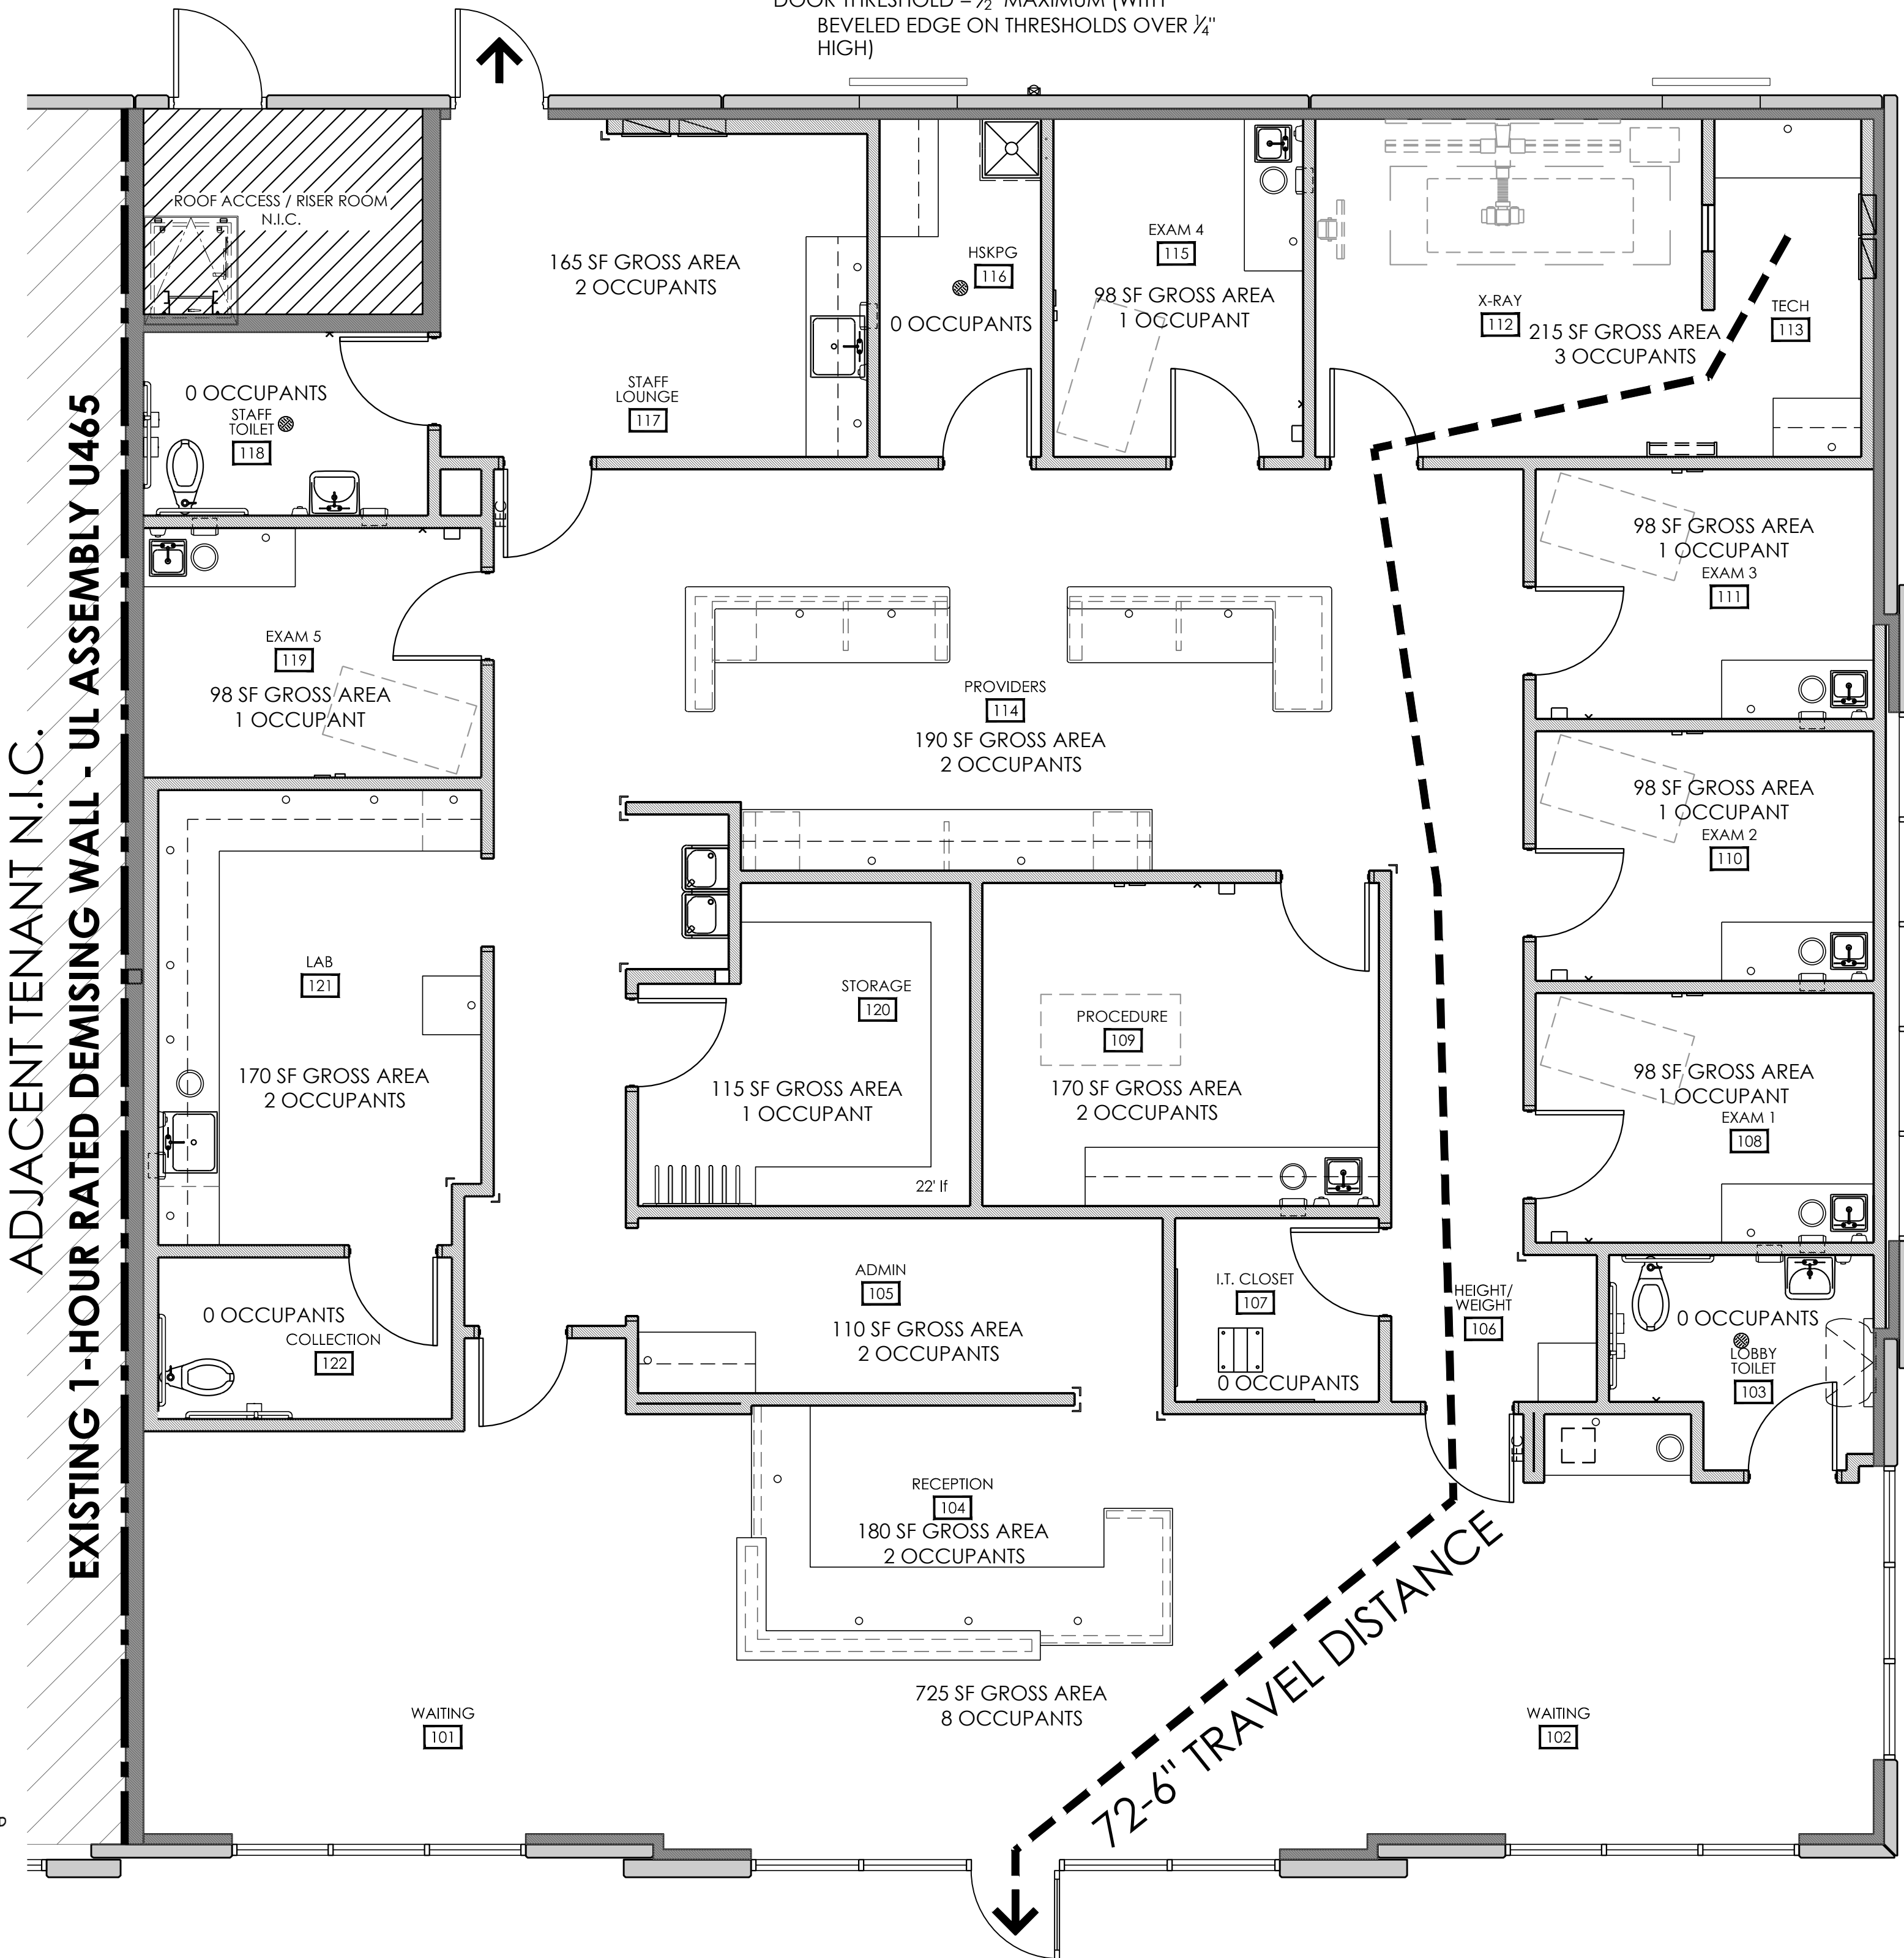 DOOR THRESHOLD = ½" MAXIMUM (WITH
BEVELED EDGE ON THRESHOLDS OVER ¼"
HIGH)
ROOF ACCESS / RISER ROOM
N.I.C.
165 SF GROSS AREA
2 OCCUPANTS
STAFF
LOUNGE
117
HSKPG
116
0 OCCUPANTS
EXAM 4
115
98 SF GROSS AREA
1 OCCUPANT
X-RAY
112
215 SF GROSS AREA
3 OCCUPANTS
TECH
113
0 OCCUPANTS
STAFF
TOILET
118
FEC
98 SF GROSS AREA
1 OCCUPANT
EXAM 3
111
EXAM 5
119
98 SF GROSS AREA
1 OCCUPANT
PROVIDERS
114
190 SF GROSS AREA
2 OCCUPANTS
98 SF GROSS AREA
1 OCCUPANT
EXAM 2
110
ADJACENT TENANT N.I.C.
EXISTING 1-HOUR RATED DEMISING WALL - UL ASSEMBLY U465
LAB
121
170 SF GROSS AREA
2 OCCUPANTS
STORAGE
120
115 SF GROSS AREA
1 OCCUPANT
22' lf
PROCEDURE
109
170 SF GROSS AREA
2 OCCUPANTS
98 SF GROSS AREA
1 OCCUPANT
EXAM 1
108
0 OCCUPANTS
COLLECTION
122
ADMIN
105
110 SF GROSS AREA
2 OCCUPANTS
I.T. CLOSET
107
0 OCCUPANTS
HEIGHT/
WEIGHT
106
0 OCCUPANTS
LOBBY
TOILET
103
FEC
RECEPTION
104
180 SF GROSS AREA
2 OCCUPANTS
72-6" TRAVEL DISTANCE
725 SF GROSS AREA
8 OCCUPANTS
WAITING
101
WAITING
102